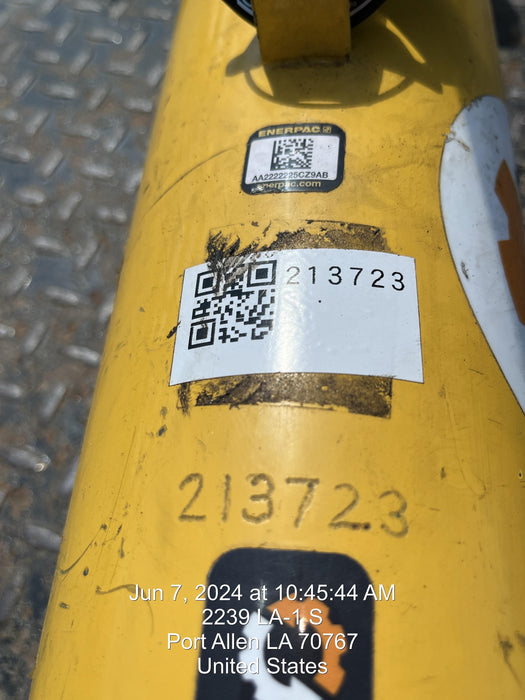 ENERPAC
AA2222225CZ9AB
enerpac.com
213723
213723
Jun 7, 2024 at 10:45:44 AM
2239 LA-1 S
Port Allen LA 70767
United States